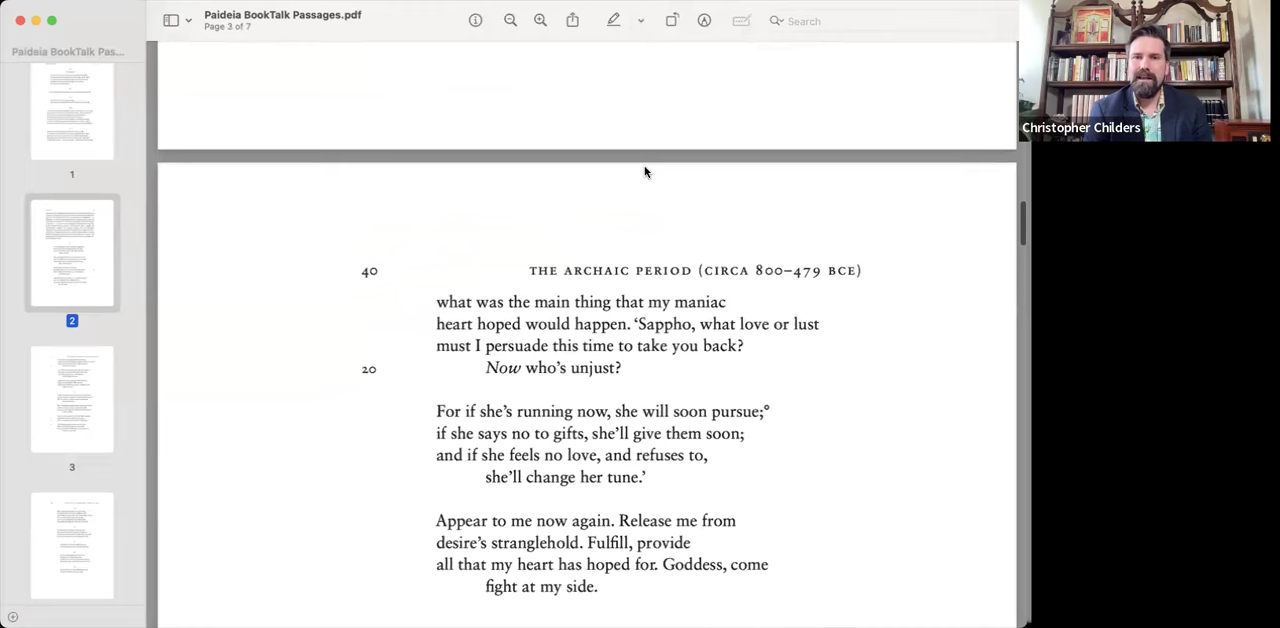 Paideia BookTalk Passages.pdf
Page 3 of 7
Search
Paideia BookTalk Pas...
1
2
3
Christopher Childers
40 THE ARCHAIC PERIOD (CIRCA 800–479 BCE)
what was the main thing that my maniac
heart hoped would happen. ‘Sappho, what love or lust
must I persuade this time to take you back?
20 Now who’s unjust?
For if she’s running now, she will soon pursue;°
if she says no to gifts, she’ll give them soon;
and if she feels no love, and refuses to,
she’ll change her tune.’
Appear to me now again. Release me from
desire’s stranglehold. Fulfill, provide
all that my heart has hoped for. Goddess, come
fight at my side.